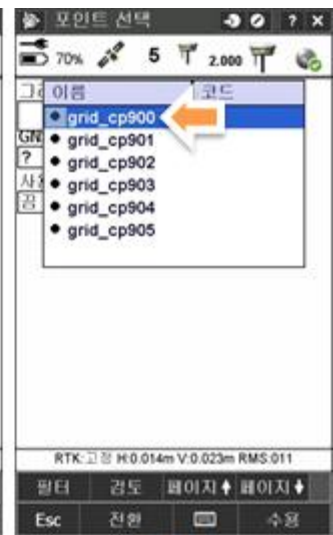 포인트 선택 ? ×
70% 5 2.000
이름 코드
GN
grid_cp900
grid_cp901
? grid_cp902
grid_cp903
grid_cp904
grid_cp905
RTK:고정 H:0.014m V:0.023m RMS:011
필터 검토 페이지 페이지
Esc 전환 수용